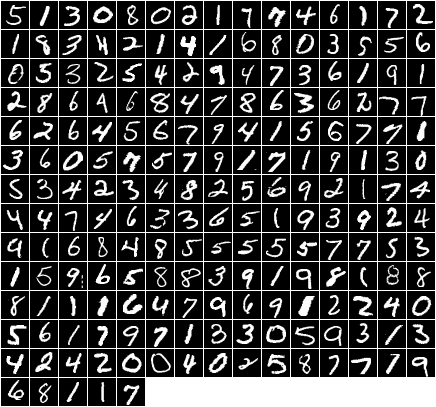 5 1 3 0 8 0 2 1 7 7 4 6 1 7 2
1 8 3 4 2 1 4 1 6 8 0 3 5 5 6
0 5 3 2 5 4 2 9 4 7 3 6 1 9 1
2 8 6 A 6 8 4 7 8 6 3 6 2 7 7
6 2 6 4 5 6 7 9 4 1 5 6 7 7 1
3 6 0 5 7 5 7 9 1 7 1 9 1 3 0
5 3 4 2 3 4 8 2 5 6 9 2 1 7 4
4 4 7 4 6 3 3 6 5 1 9 3 9 2 4
9 1 6 8 4 8 5 5 5 5 5 7 7 5 3
1 5 9 6 5 8 8 3 9 1 9 8 1 8 8
8 1 1 1 6 4 7 9 6 9 1 2 2 4 0
5 6 1 7 9 7 1 3 3 0 5 9 3 1 3
4 2 4 2 0 0 4 0 2 5 8 7 7 1 9
6 8 1 1 7